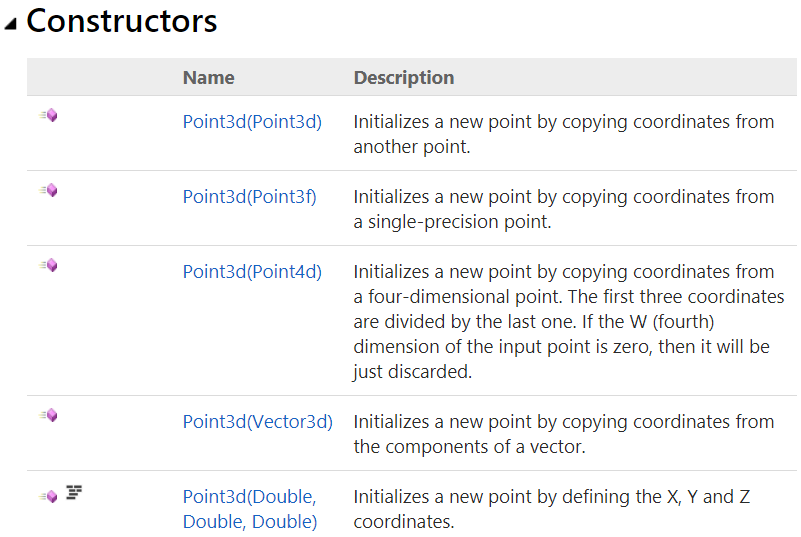 Constructors
Name Description
Point3d(Point3d) Initializes a new point by copying coordinates from
another point.
Point3d(Point3f) Initializes a new point by copying coordinates from
a single-precision point.
Point3d(Point4d) Initializes a new point by copying coordinates from
a four-dimensional point. The first three coordinates
are divided by the last one. If the W (fourth)
dimension of the input point is zero, then it will be
just discarded.
Point3d(Vector3d) Initializes a new point by copying coordinates from
the components of a vector.
Point3d(Double, Initializes a new point by defining the X, Y and Z
Double, Double) coordinates.